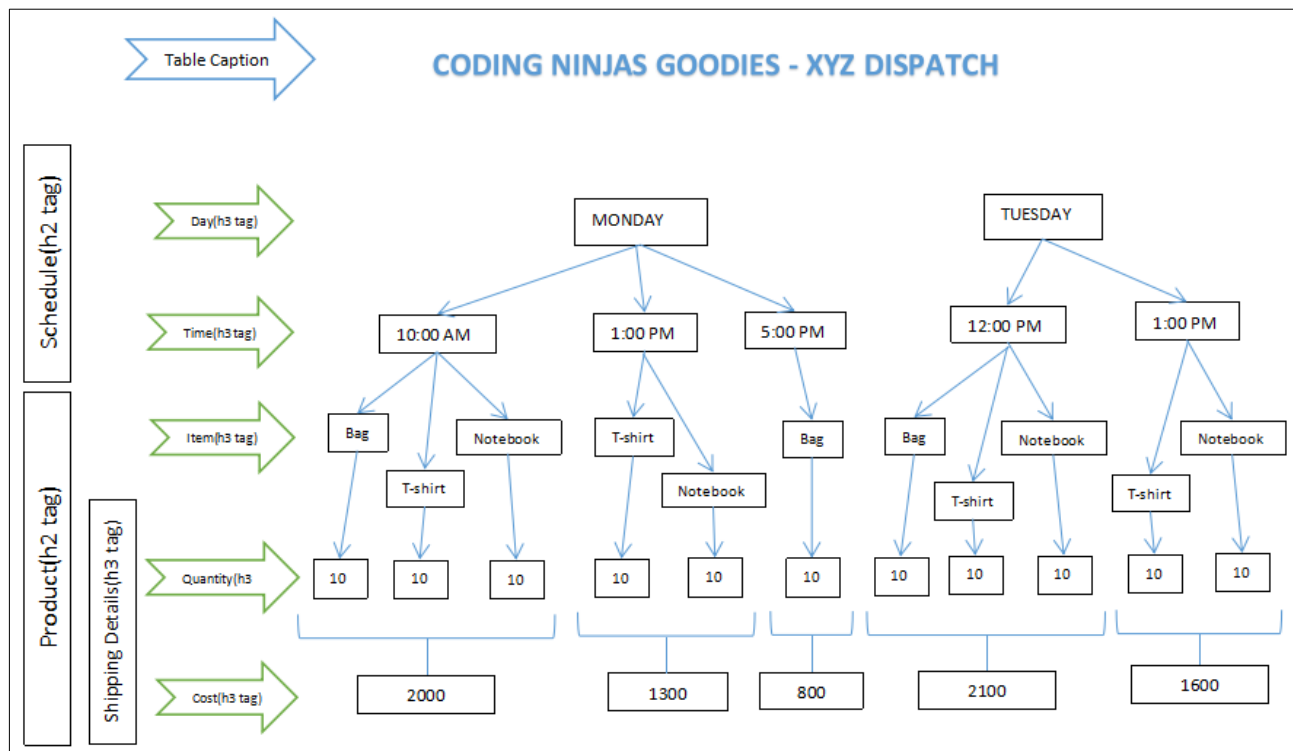 Table Caption
CODING NINJAS GOODIES - XYZ DISPATCH
Schedule(h2 tag)
Day(h3 tag)
MONDAY
TUESDAY
Time(h3 tag)
10:00 AM
1:00 PM
5:00 PM
12:00 PM
1:00 PM
Product(h2 tag)
Item(h3 tag)
Bag
Notebook
T-shirt
Bag
Bag
Notebook
Notebook
T-shirt
Notebook
T-shirt
T-shirt
Shipping Details(h3 tag)
Quantity(h3
10
10
10
10
10
10
10
10
10
10
10
Cost(h3 tag)
2000
1300
800
2100
1600